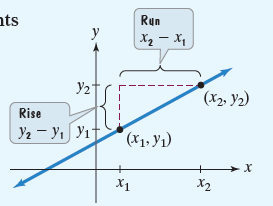 nts
Run
x₂ − x₁
y
y₂
(x₂, y₂)
Rise
y₂ − y₁
y₁
(x₁, y₁)
x
x₁
x₂